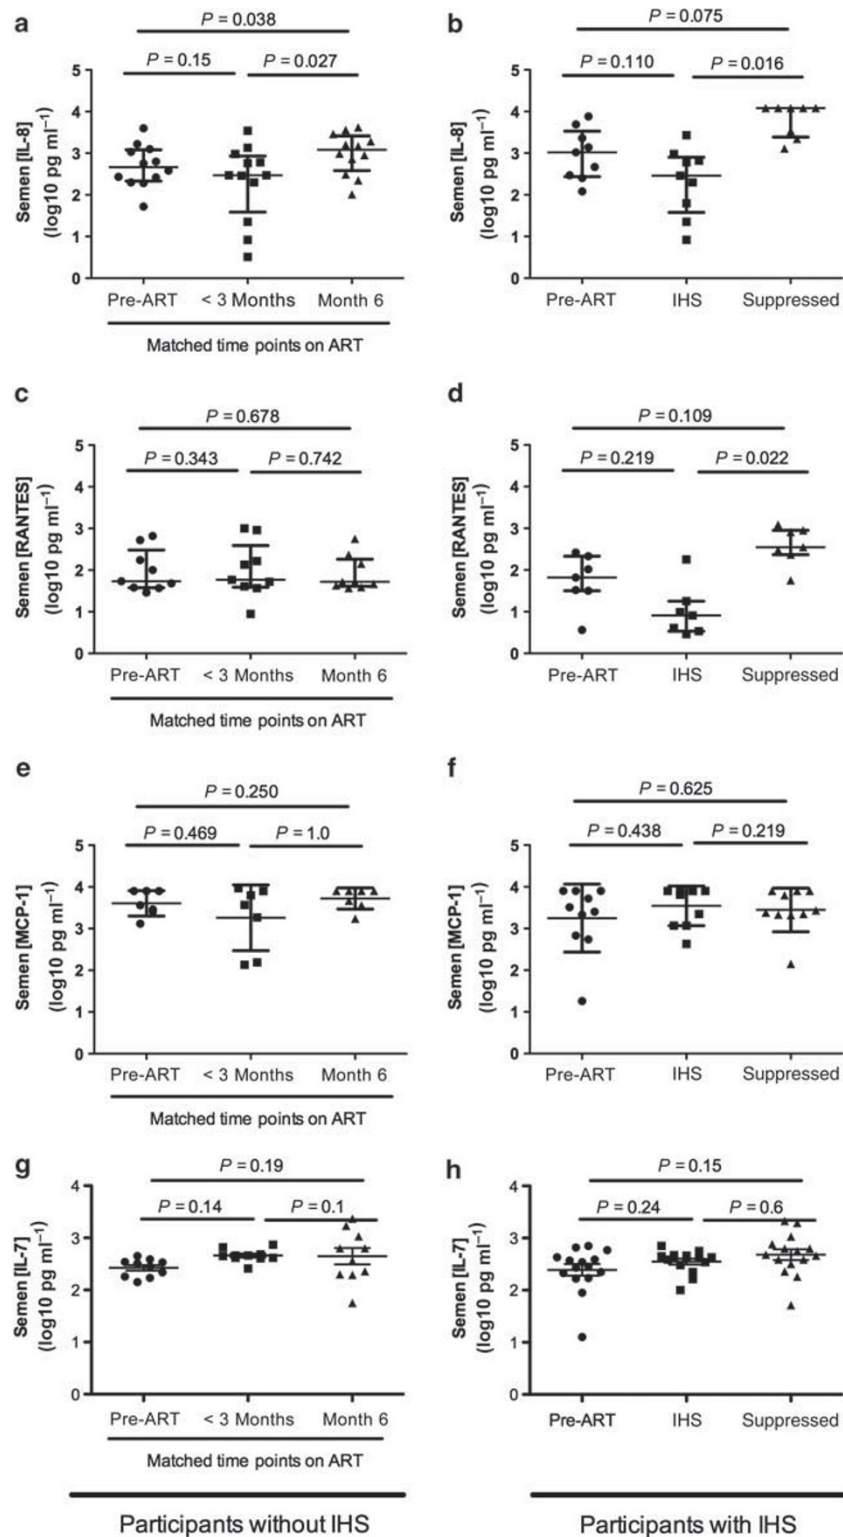 a
P = 0.038
P = 0.15
P = 0.027
Semen [IL-8]
(log10 pg ml⁻¹)
5
4
3
2
1
0
Pre-ART
< 3 Months
Month 6
Matched time points on ART
b
P = 0.075
P = 0.110
P = 0.016
Semen [IL-8]
(log10 pg ml⁻¹)
5
4
3
2
1
0
Pre-ART
IHS
Suppressed
c
P = 0.678
P = 0.343
P = 0.742
Semen [RANTES]
(log10 pg ml⁻¹)
5
4
3
2
1
0
Pre-ART
< 3 Months
Month 6
Matched time points on ART
d
P = 0.109
P = 0.219
P = 0.022
Semen [RANTES]
(log10 pg ml⁻¹)
5
4
3
2
1
0
Pre-ART
IHS
Suppressed
e
P = 0.250
P = 0.469
P = 1.0
Semen [MCP-1]
(log10 pg ml⁻¹)
5
4
3
2
1
0
Pre-ART
< 3 Months
Month 6
Matched time points on ART
f
P = 0.625
P = 0.438
P = 0.219
Semen [MCP-1]
(log10 pg ml⁻¹)
5
4
3
2
1
0
Pre-ART
IHS
Suppressed
g
P = 0.19
P = 0.14
P = 0.1
Semen [IL-7]
(log10 pg ml⁻¹)
4
3
2
1
0
Pre-ART
< 3 Months
Month 6
Matched time points on ART
h
P = 0.15
P = 0.24
P = 0.6
Semen [IL-7]
(log10 pg ml⁻¹)
4
3
2
1
0
Pre-ART
IHS
Suppressed
Participants without IHS
Participants with IHS